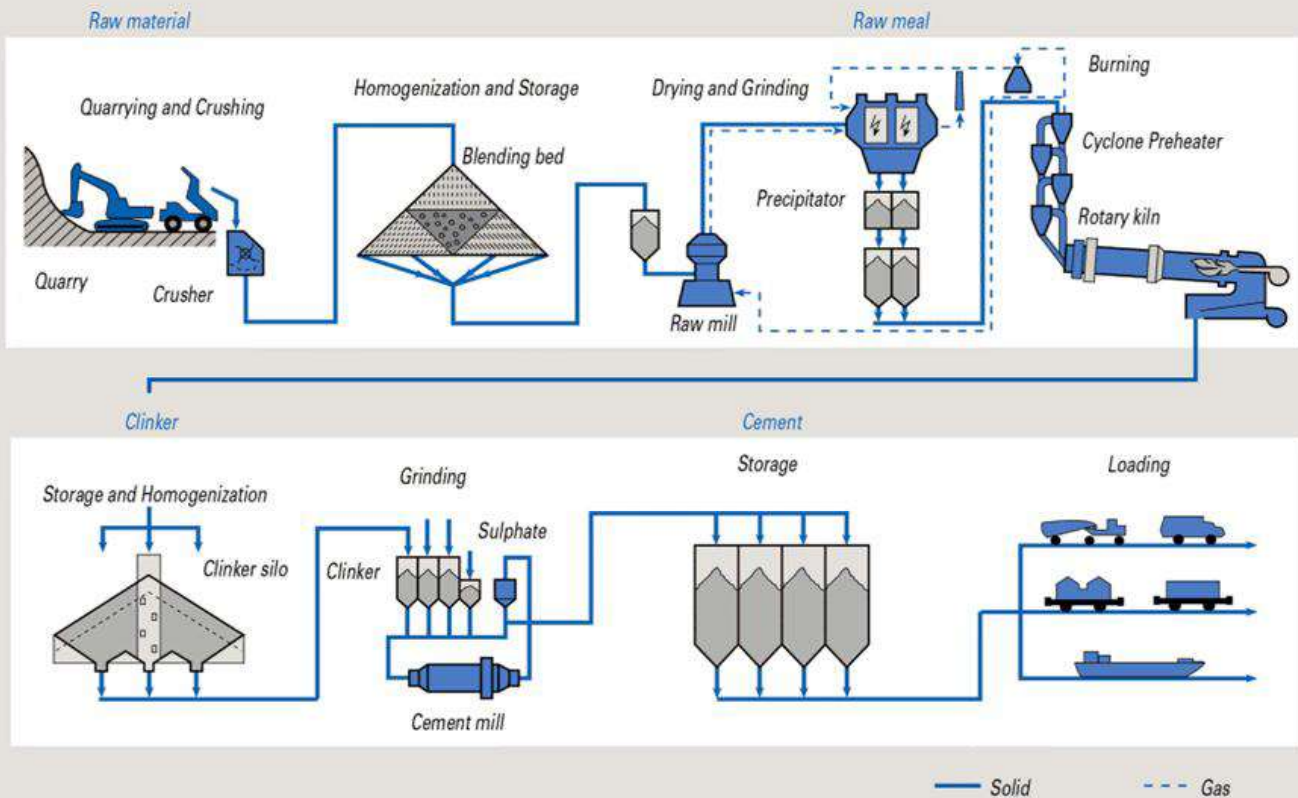 Raw material
Raw meal
Quarrying and Crushing
Homogenization and Storage
Drying and Grinding
Burning
Blending bed
Cyclone Preheater
Precipitator
Rotary kiln
Quarry
Crusher
Raw mill
Clinker
Cement
Storage and Homogenization
Grinding
Storage
Loading
Sulphate
Clinker silo
Clinker
Cement mill
Solid
Gas